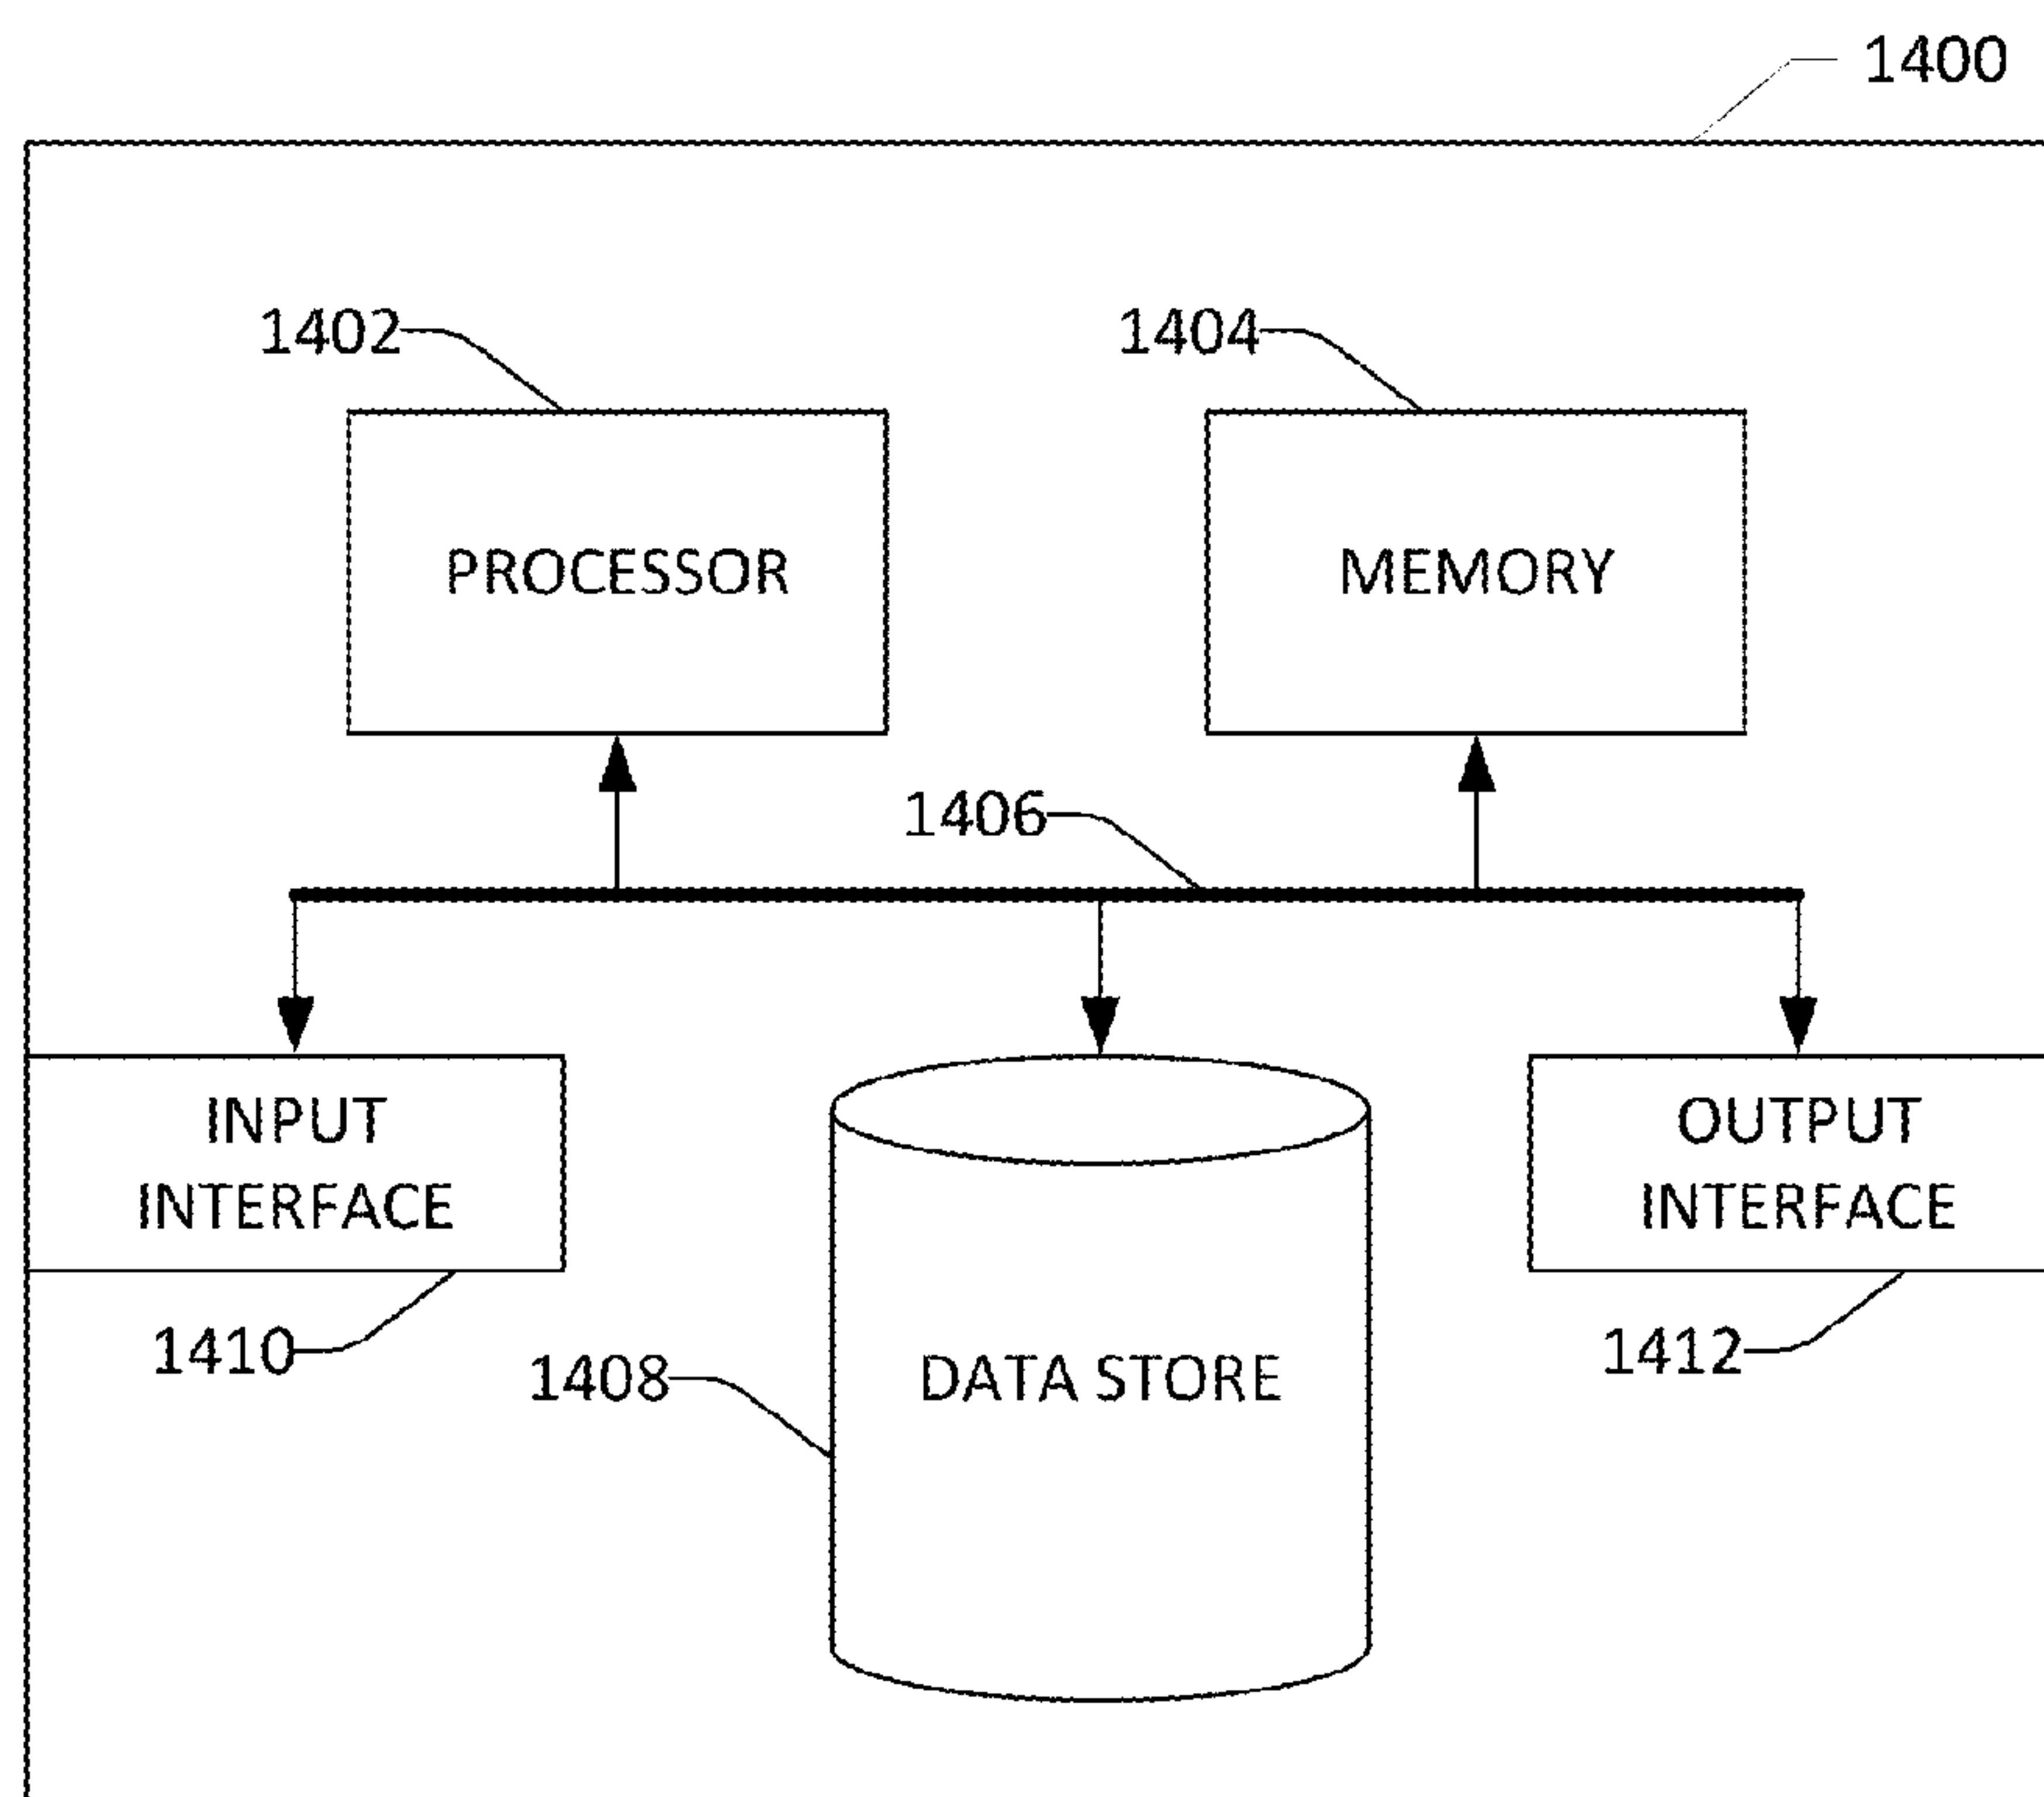 1400
1402
1404
PROCESSOR
MEMORY
1406
INPUT
INTERFACE
OUTPUT
INTERFACE
1410
1408
DATA STORE
1412